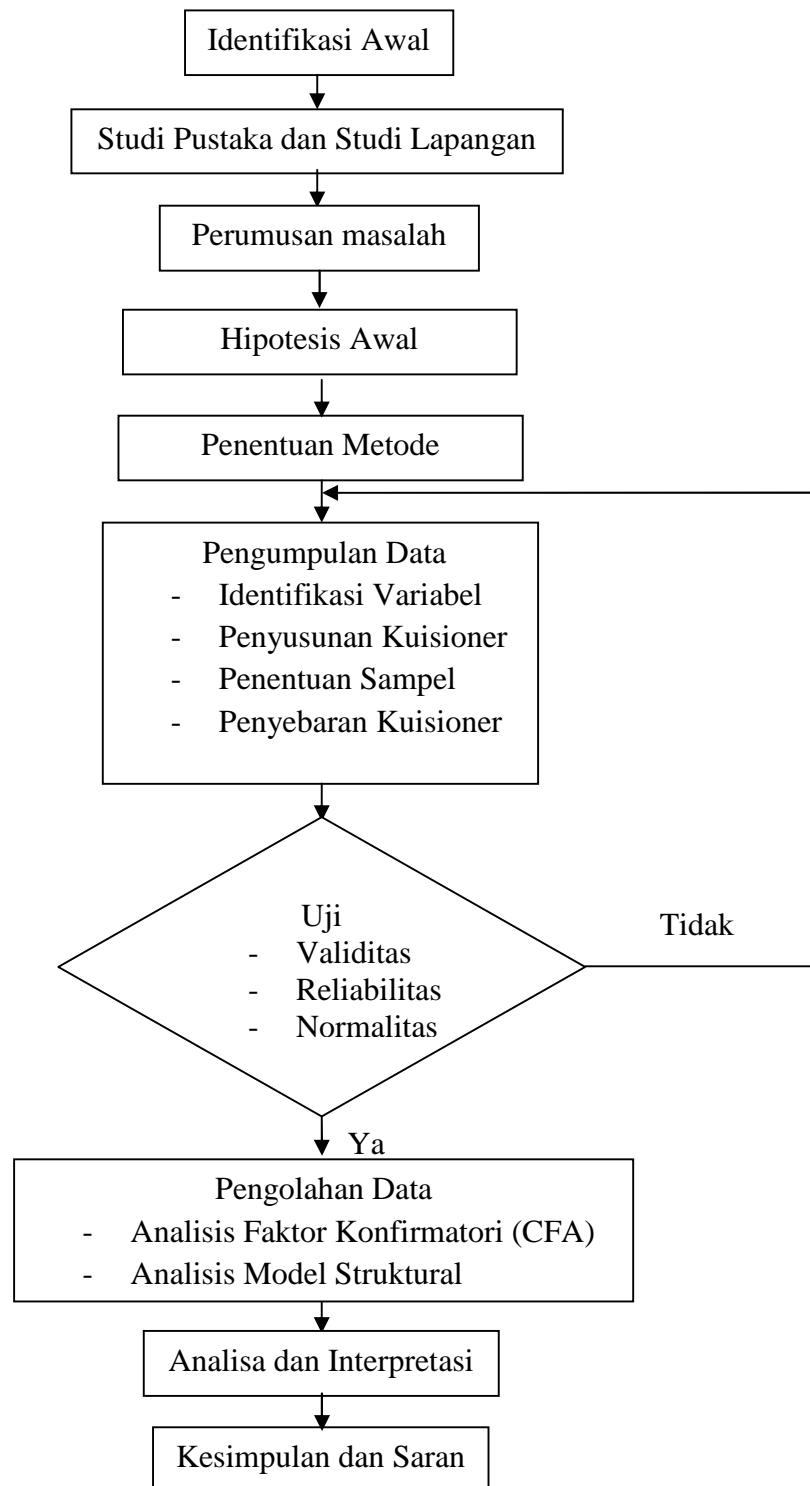 Identifikasi Awal
Studi Pustaka dan Studi Lapangan
Perumusan masalah
Hipotesis Awal
Penentuan Metode
Pengumpulan Data
- Identifikasi Variabel
- Penyusunan Kuisioner
- Penentuan Sampel
- Penyebaran Kuisioner
Uji
- Validitas
- Reliabilitas
- Normalitas
Tidak
Ya
Pengolahan Data
- Analisis Faktor Konfirmatori (CFA)
- Analisis Model Struktural
Analisa dan Interpretasi
Kesimpulan dan Saran